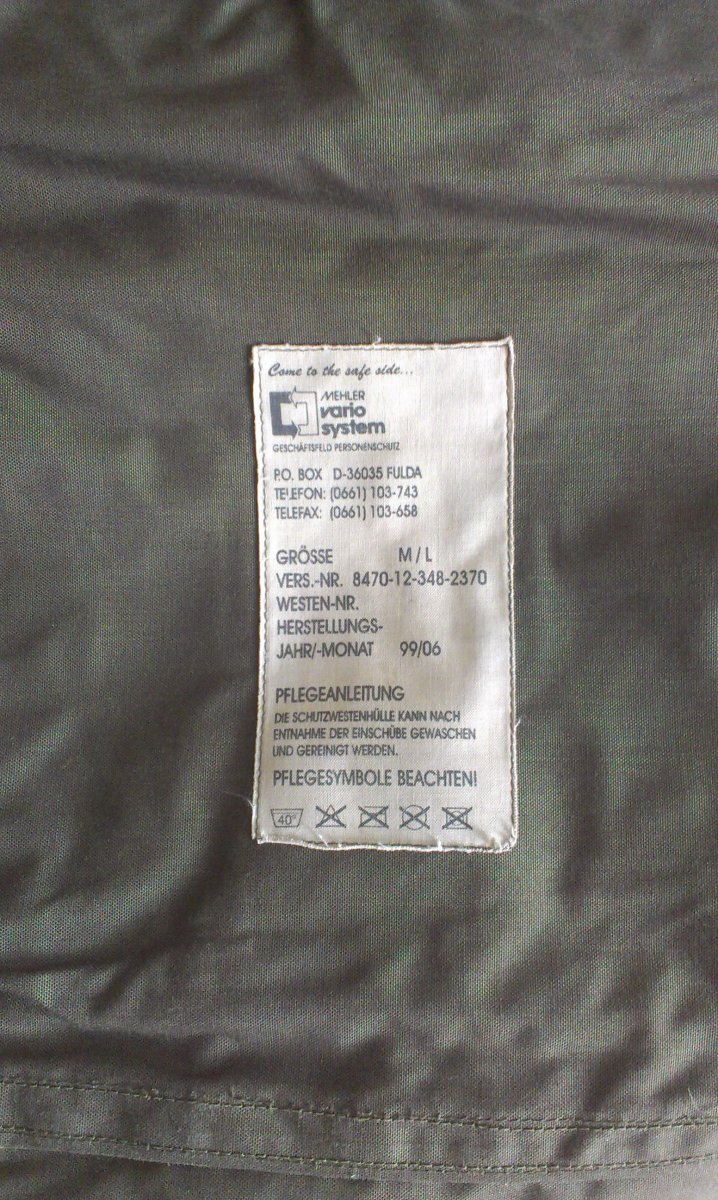 Come to the safe side...
MEHLER
vario
system
GESCHÄFTSFELD PERSONENSCHUTZ
P.O. BOX D-36035 FULDA
TELEFON: (0661) 103-743
TELEFAX: (0661) 103-658
GRÖSSE M / L
VERS.-NR. 8470-12-348-2370
WESTEN-NR.
HERSTELLUNGS-
JAHR/-MONAT 99/06
PFLEGEANLEITUNG
DIE SCHUTZWESTENHÜLLE KANN NACH
ENTNAHME DER EINSCHÜBE GEWASCHEN
UND GEREINIGT WERDEN.
PFLEGESYMBOLE BEACHTEN!
40°